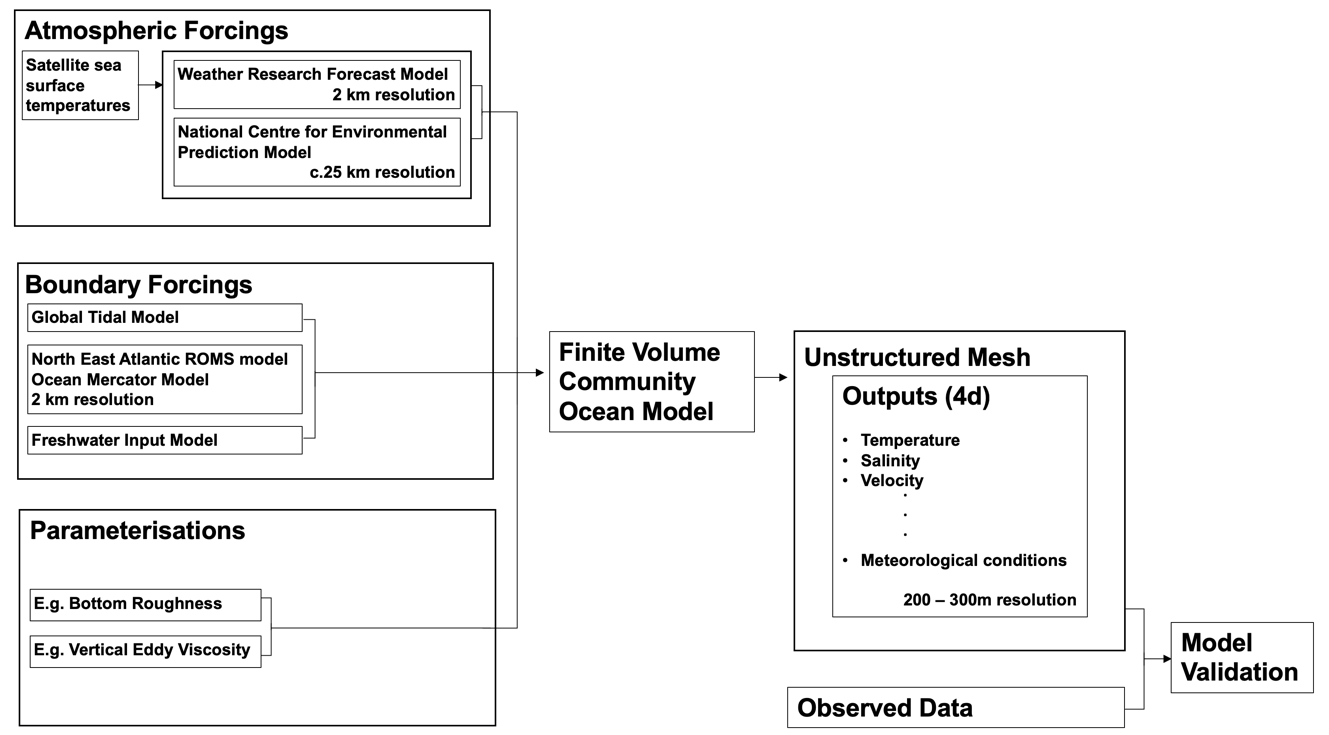 Atmospheric Forcings
Satellite sea
surface
temperatures
Weather Research Forecast Model
2 km resolution
National Centre for Environmental
Prediction Model
c.25 km resolution
Boundary Forcings
Global Tidal Model
North East Atlantic ROMS model
Ocean Mercator Model
2 km resolution
Freshwater Input Model
Parameterisations
E.g. Bottom Roughness
E.g. Vertical Eddy Viscosity
Finite Volume
Community
Ocean Model
Unstructured Mesh
Outputs (4d)
• Temperature
• Salinity
• Velocity
.
.
.
• Meteorological conditions
200 – 300m resolution
Observed Data
Model
Validation